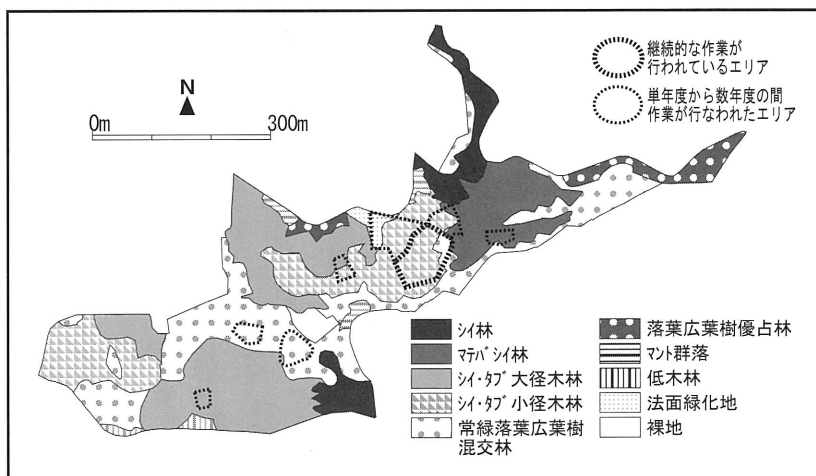 継続的な作業が
行われているエリア
N
単年度から数年度の間
作業が行なわれたエリア
0m 300m
シイ林
マテバシイ林
シイ・タブ大径木林
シイ・タブ小径木林
常緑落葉広葉樹
混交林
落葉広葉樹優占林
マント群落
低木林
法面緑化地
裸地